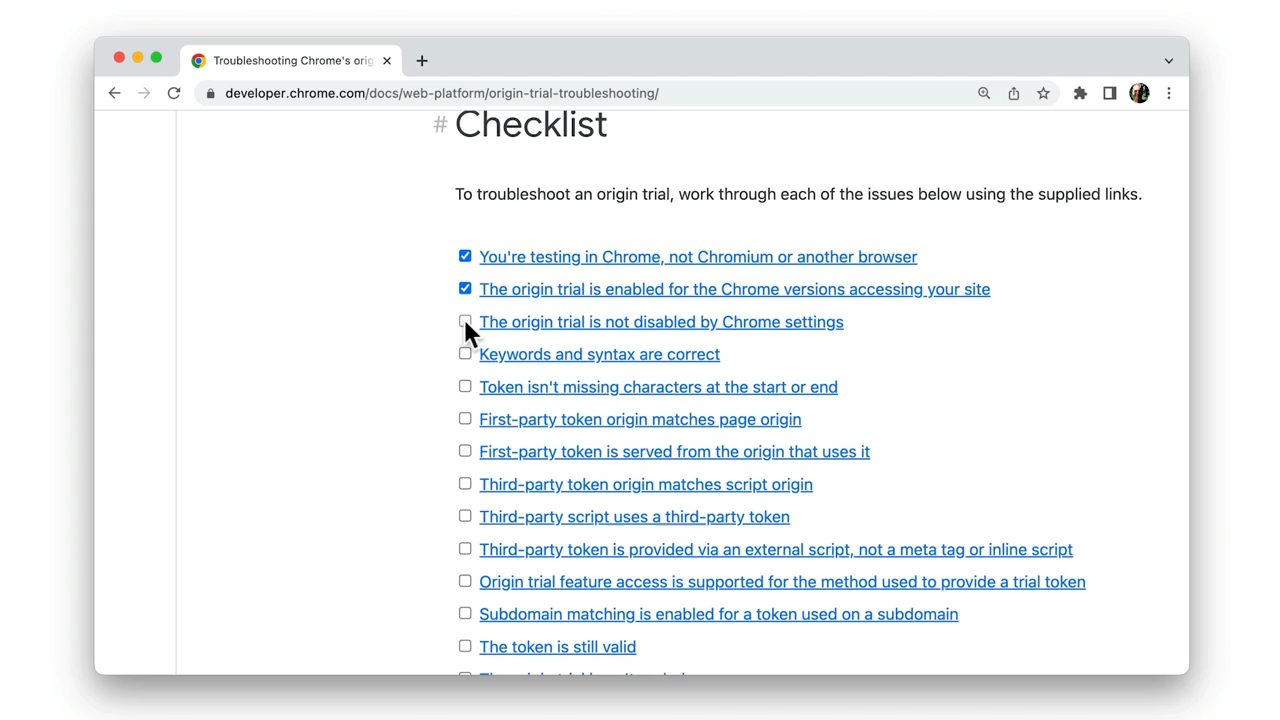 Troubleshooting Chrome's orig
developer.chrome.com/docs/web-platform/origin-trial-troubleshooting/
# Checklist
To troubleshoot an origin trial, work through each of the issues below using the supplied links.
You're testing in Chrome, not Chromium or another browser
The origin trial is enabled for the Chrome versions accessing your site
The origin trial is not disabled by Chrome settings
Keywords and syntax are correct
Token isn't missing characters at the start or end
First-party token origin matches page origin
First-party token is served from the origin that uses it
Third-party token origin matches script origin
Third-party script uses a third-party token
Third-party token is provided via an external script, not a meta tag or inline script
Origin trial feature access is supported for the method used to provide a trial token
Subdomain matching is enabled for a token used on a subdomain
The token is still valid